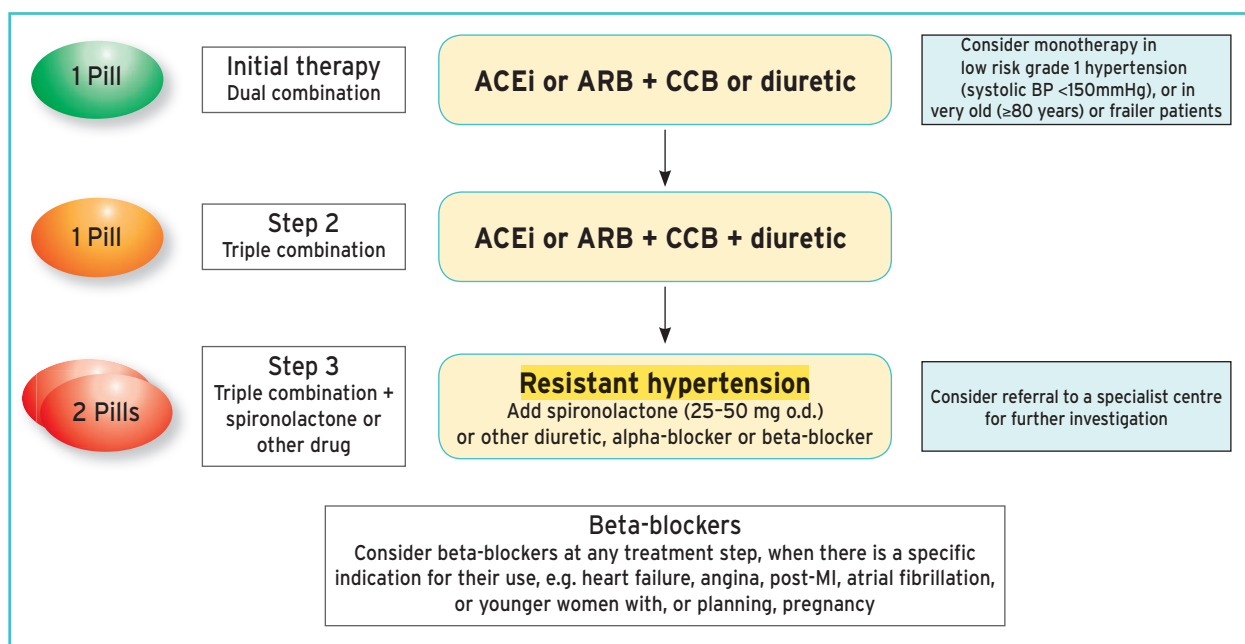 1 Pill
Initial therapy
Dual combination
ACEi or ARB + CCB or diuretic
Consider monotherapy in
low risk grade 1 hypertension
(systolic BP <150mmHg), or in
very old (≥80 years) or frailer patients
1 Pill
Step 2
Triple combination
ACEi or ARB + CCB + diuretic
2 Pills
Step 3
Triple combination +
spironolactone or
other drug
Resistant hypertension
Add spironolactone (25–50 mg o.d.)
or other diuretic, alpha-blocker or beta-blocker
Consider referral to a specialist centre
for further investigation
Beta-blockers
Consider beta-blockers at any treatment step, when there is a specific
indication for their use, e.g. heart failure, angina, post-MI, atrial fibrillation,
or younger women with, or planning, pregnancy